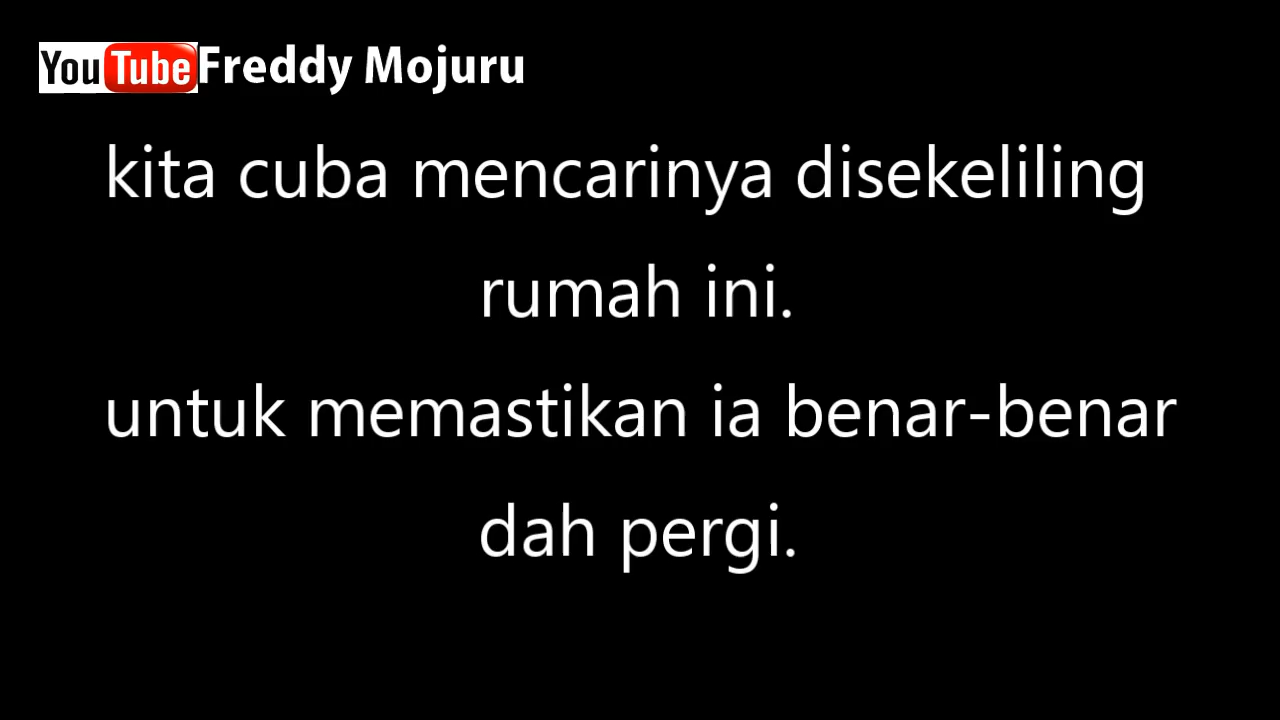 YouTube Freddy Mojuru
kita cuba mencarinya disekeliling
rumah ini.
untuk memastikan ia benar-benar
dah pergi.